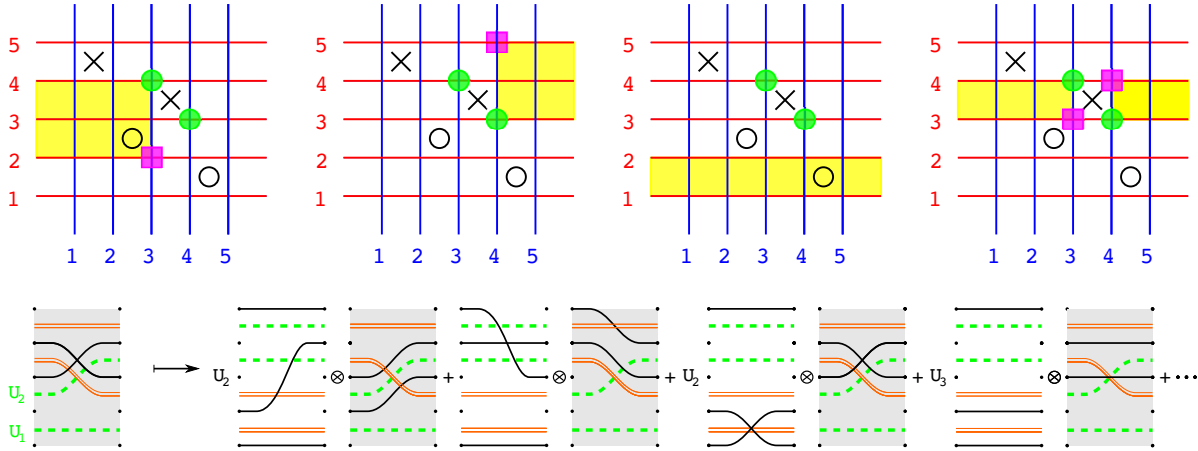 5 5 5 5
4 4 4 4
3 3 3 3
2 2 2 2
1 1 1 1
1 2 3 4 5 1 2 3 4 5 1 2 3 4 5 1 2 3 4 5
U₂ U₁ ⟼ U₂ ⊗ + ⊗ + U₂ ⊗ + U₃ ⊗ + ⋯